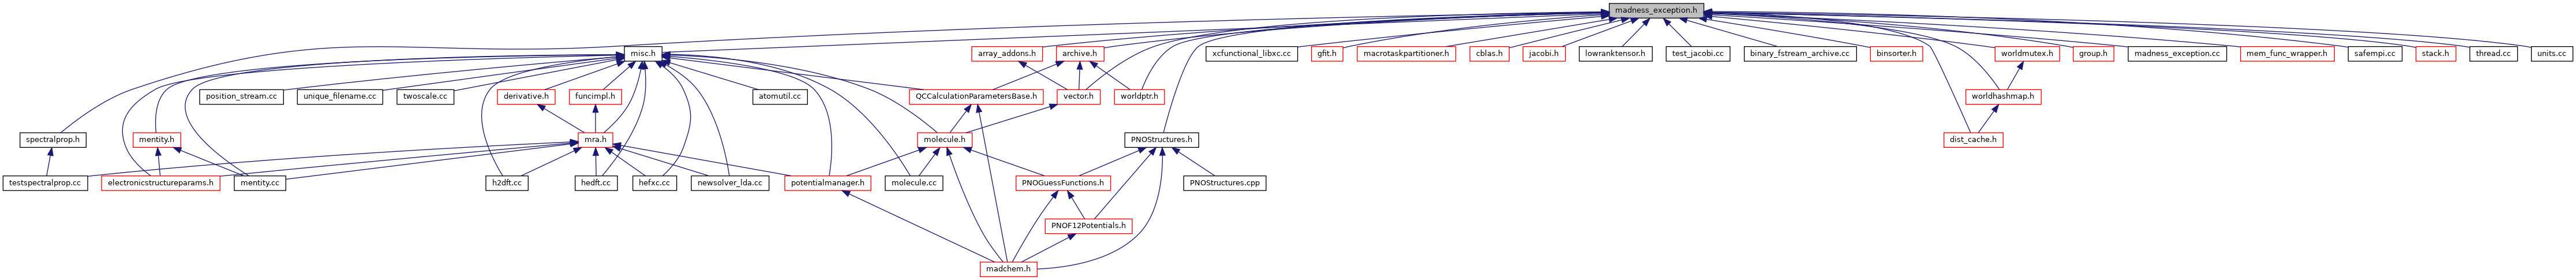 madness_exception.h
misc.h
array_addons.h
archive.h
xcfunctional_libxc.cc
gfit.h
macrotaskpartitioner.h
cblas.h
jacobi.h
lowranktensor.h
test_jacobi.cc
binary_fstream_archive.cc
binsorter.h
worldmutex.h
group.h
madness_exception.cc
mem_func_wrapper.h
safempi.cc
stack.h
thread.cc
units.cc
position_stream.cc
unique_filename.cc
twoscale.cc
derivative.h
funcimpl.h
atomutil.cc
QCCalculationParametersBase.h
vector.h
worldptr.h
worldhashmap.h
spectralprop.h
mentity.h
mra.h
molecule.h
PNOStructures.h
dist_cache.h
testspectralprop.cc
electronicstructureparams.h
mentity.cc
h2dft.cc
hedft.cc
hefxc.cc
newsolver_lda.cc
potentialmanager.h
molecule.cc
PNOGuessFunctions.h
PNOStructures.cpp
PNOF12Potentials.h
madchem.h